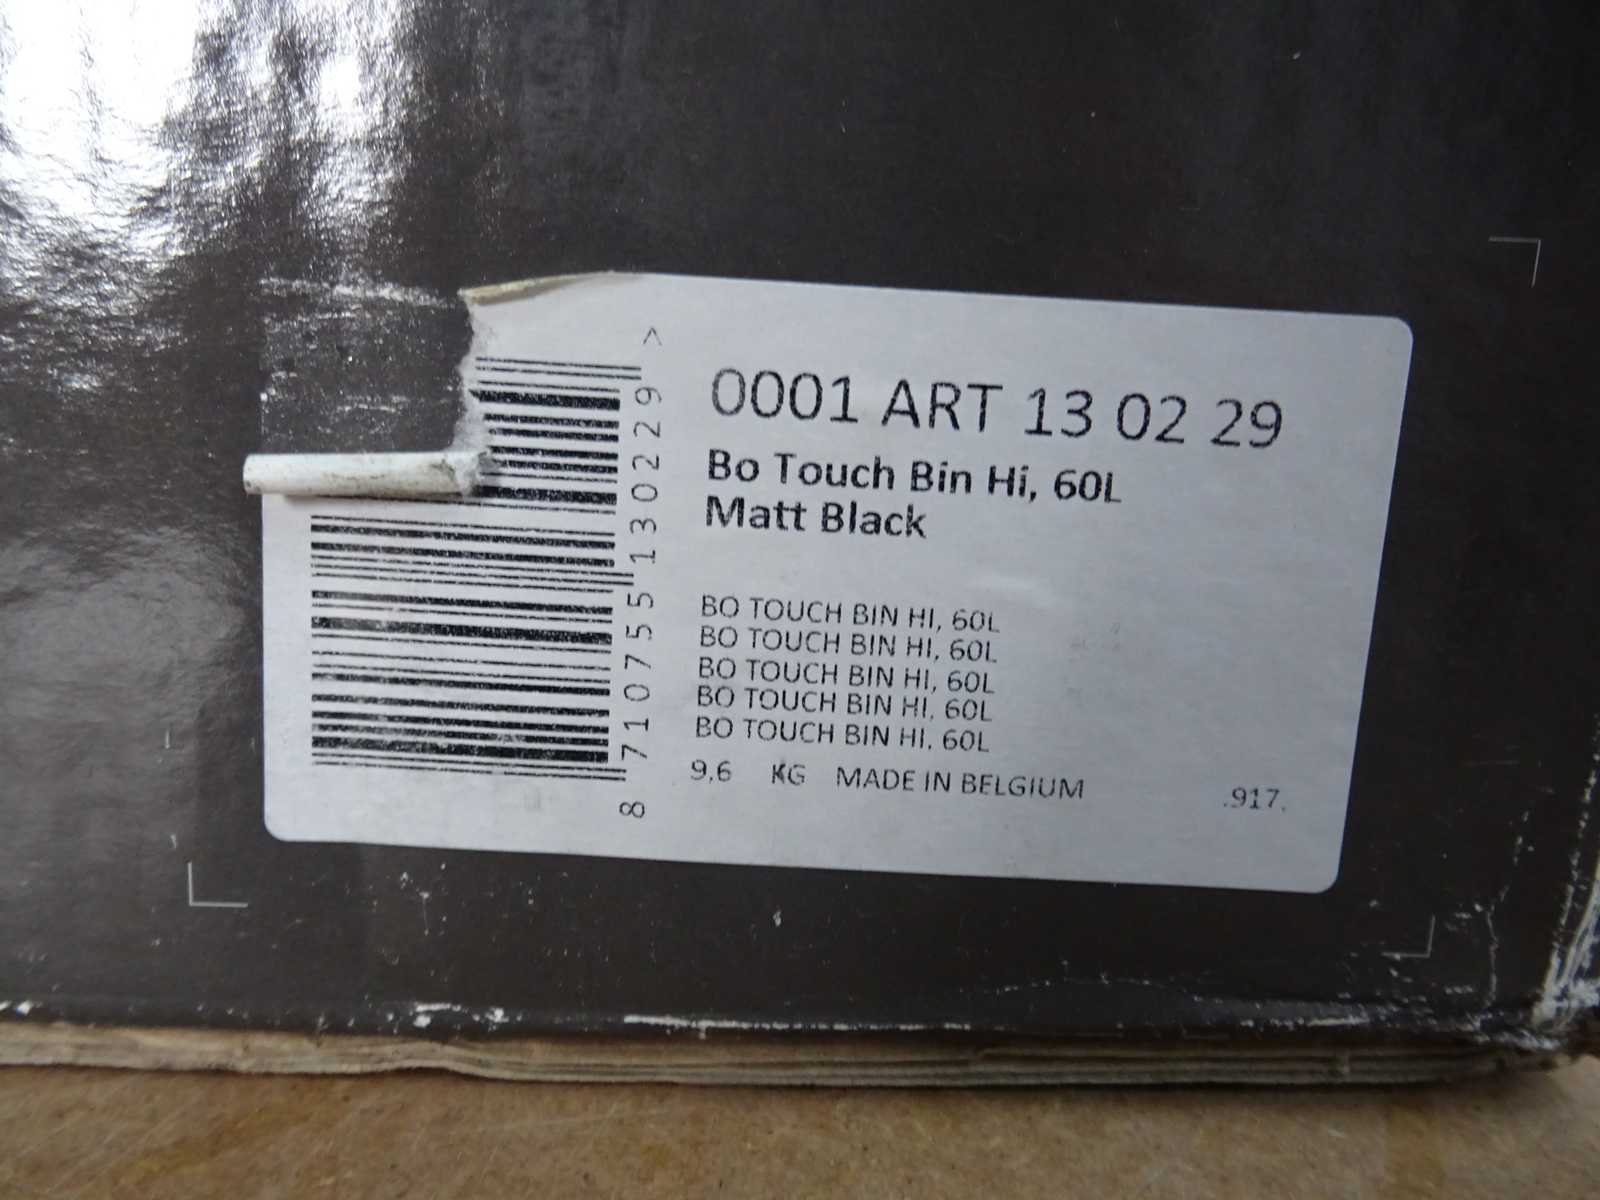 0001 ART 13 02 29
Bo Touch Bin Hi, 60L
Matt Black
BO TOUCH BIN HI, 60L
BO TOUCH BIN HI, 60L
BO TOUCH BIN HI, 60L
BO TOUCH BIN HI, 60L
BO TOUCH BIN HI, 60L
9,6 KG MADE IN BELGIUM .917.
8 710755 130229 >